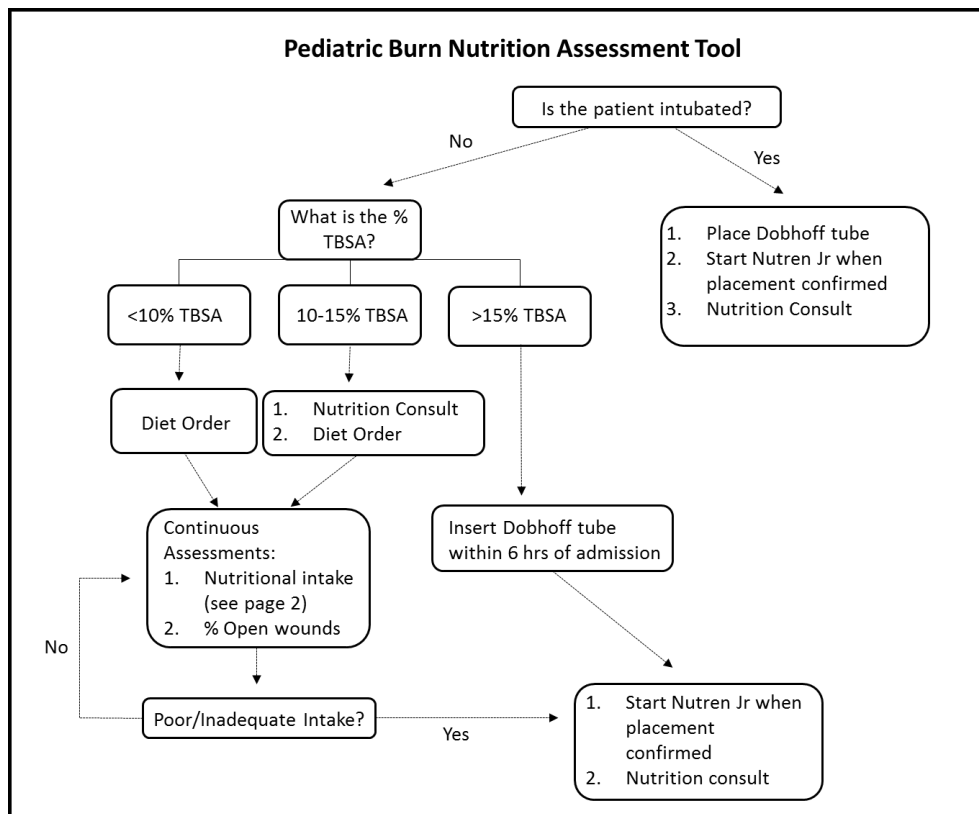 Pediatric Burn Nutrition Assessment Tool
Is the patient intubated?
No
Yes
What is the %
TBSA?
1. Place Dobhoff tube
2. Start Nutren Jr when
placement confirmed
3. Nutrition Consult
<10% TBSA
10-15% TBSA
>15% TBSA
Diet Order
1. Nutrition Consult
2. Diet Order
Continuous
Assessments:
1. Nutritional intake
(see page 2)
2. % Open wounds
Insert Dobhoff tube
within 6 hrs of admission
No
Poor/Inadequate Intake?
Yes
1. Start Nutren Jr when
placement
confirmed
2. Nutrition consult